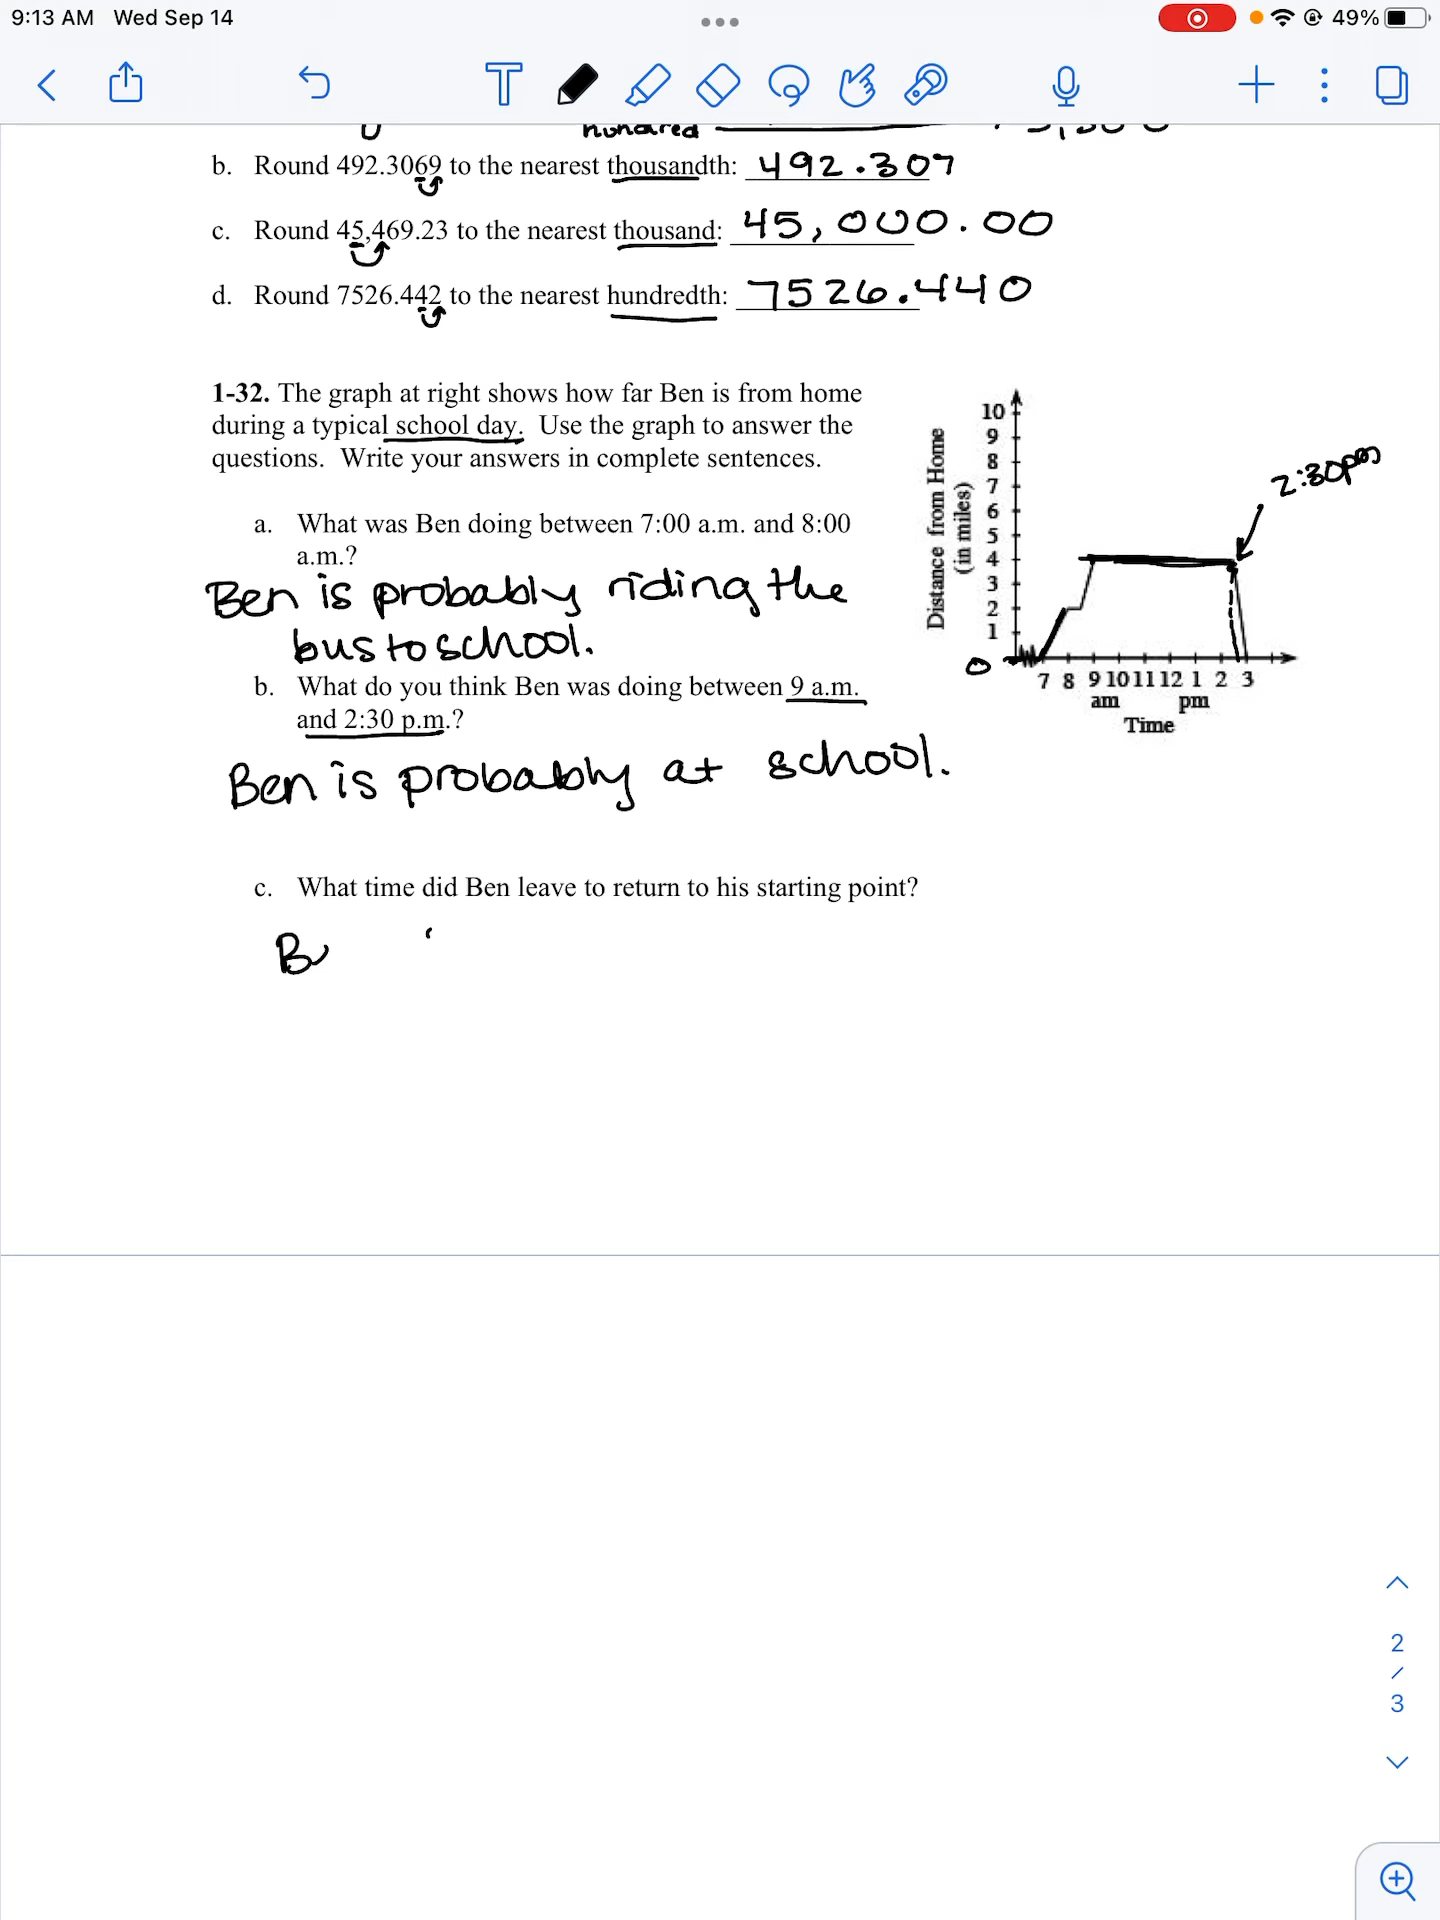 9:13 AM Wed Sep 14
49%
hundred
b. Round 492.3069 to the nearest thousandth: 492.307
c. Round 45,469.23 to the nearest thousand: 45,000.00
d. Round 7526.442 to the nearest hundredth: 7526.440
1-32. The graph at right shows how far Ben is from home
during a typical school day. Use the graph to answer the
questions. Write your answers in complete sentences.
a. What was Ben doing between 7:00 a.m. and 8:00
a.m.?
Ben is probably riding the
bus to school.
b. What do you think Ben was doing between 9 a.m.
and 2:30 p.m.?
Ben is probably at school.
c. What time did Ben leave to return to his starting point?
B
Distance from Home
(in miles)
10
9
8
7
6
5
4
3
2
1
0
2:30pm
7 8 9 10 11 12 1 2 3
am pm
Time
2
/
3